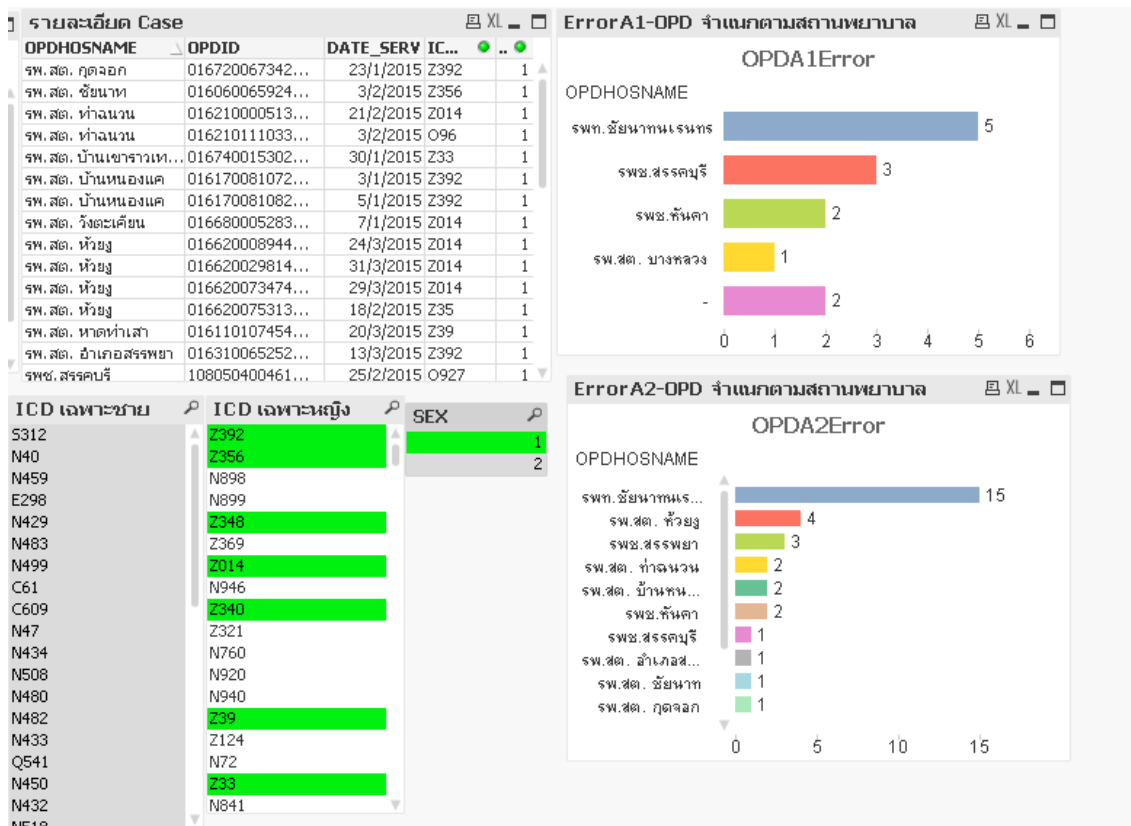 รายละเอียด Case
XL
OPDHOSNAME OPDID DATE_SERV IC... ..
รพ.สต. กุดจอก 016720067342... 23/1/2015 Z392 1
รพ.สต. ชัยนาท 016060065924... 3/2/2015 Z356 1
รพ.สต. ท่าฉนวน 016210000513... 21/2/2015 Z014 1
รพ.สต. ท่าฉนวน 016210111033... 3/2/2015 O96 1
รพ.สต. บ้านเขาราวเท... 016740015302... 30/1/2015 Z33 1
รพ.สต. บ้านหนองแค 016170081072... 3/1/2015 Z392 1
รพ.สต. บ้านหนองแค 016170081082... 5/1/2015 Z392 1
รพ.สต. วังตะเคียน 016680005283... 7/1/2015 Z014 1
รพ.สต. ห้วยงู 016620008944... 24/3/2015 Z014 1
รพ.สต. ห้วยงู 016620029814... 31/3/2015 Z014 1
รพ.สต. ห้วยงู 016620073474... 29/3/2015 Z014 1
รพ.สต. ห้วยงู 016620075313... 18/2/2015 Z35 1
รพ.สต. หาดท่าเสา 016110107454... 20/3/2015 Z39 1
รพ.สต. อำเภอสรรพยา 016310065252... 13/3/2015 Z392 1
รพช.สรรคบุรี 108050400461... 25/2/2015 O927 1
ErrorA1-OPD จำแนกตามสถานพยาบาล
XL
OPDA1Error
OPDHOSNAME
รพท.ชัยนาทนเรนทร 5
รพช.สรรคบุรี 3
รพช.หันคา 2
รพ.สต. บางหลวง 1
- 2
0 1 2 3 4 5 6
ICD เฉพาะชาย
S312
N40
N459
E298
N429
N483
N499
C61
C609
N47
N434
N508
N480
N482
N433
Q541
N450
N432
N518
ICD เฉพาะหญิง
Z392
Z356
N898
N899
Z348
Z369
Z014
N946
Z340
Z321
N760
N920
N940
Z39
Z124
N72
Z33
N841
SEX
1
2
ErrorA2-OPD จำแนกตามสถานพยาบาล
XL
OPDA2Error
OPDHOSNAME
รพท.ชัยนาทนเร... 15
รพ.สต. ห้วยงู 4
รพช.สรรพยา 3
รพ.สต. ท่าฉนวน 2
รพ.สต. บ้านหน... 2
รพช.หันคา 2
รพช.สรรคบุรี 1
รพ.สต. อำเภอส... 1
รพ.สต. ชัยนาท 1
รพ.สต. กุดจอก 1
0 5 10 15